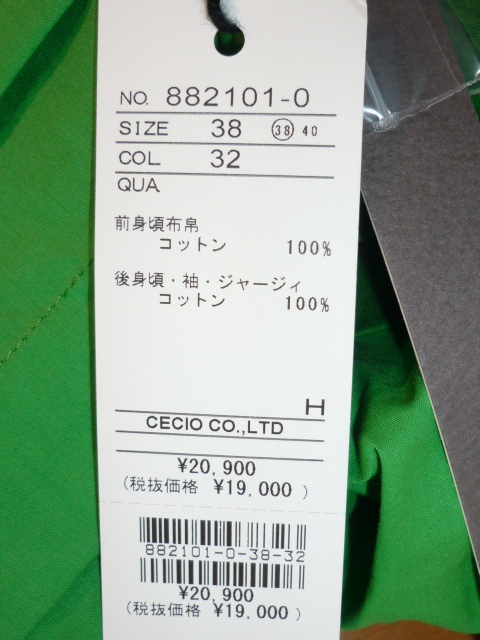 NO. 882101-0
SIZE 38 ㊳ 40
COL 32
QUA
前身頃布帛
コットン 100%
後身頃・袖・ジャージィ
コットン 100%
H
CECIO CO.,LTD
¥20,900
(税抜価格 ¥19,000 )
882101-0-38-32
¥20,900
(税抜価格 ¥19,000 )